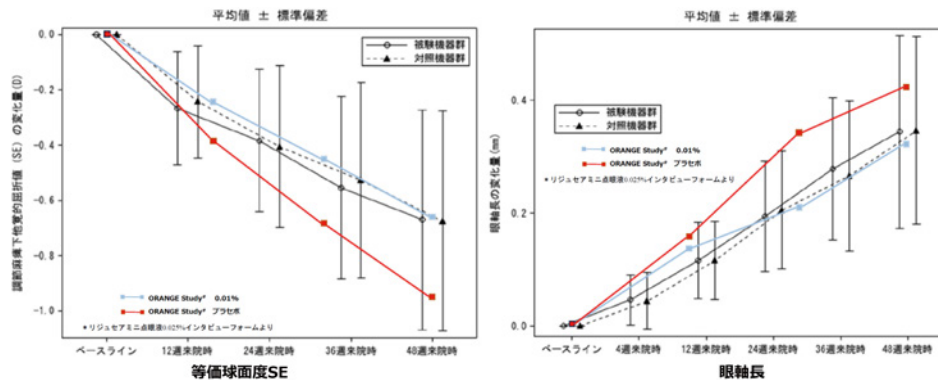 平均値 ± 標準偏差
調節麻痺下他覚的屈折値 (SE) の変化量(D)
0.0
−0.2
−0.4
−0.6
−0.8
−1.0
被験機器群
対照機器群
ORANGE Study* 0.01%
ORANGE Study* プラセボ
* リジュセアミニ点眼液0.025%インタビューフォームより
ベースライン 12週来院時 24週来院時 36週来院時 48週来院時
等価球面度SE
平均値 ± 標準偏差
眼軸長の変化量(mm)
0.4
0.2
0.0
被験機器群
対照機器群
ORANGE Study* 0.01%
ORANGE Study* プラセボ
* リジュセアミニ点眼液0.025%インタビューフォームより
ベースライン 4週来院時 12週来院時 24週来院時 36週来院時 48週来院時
眼軸長